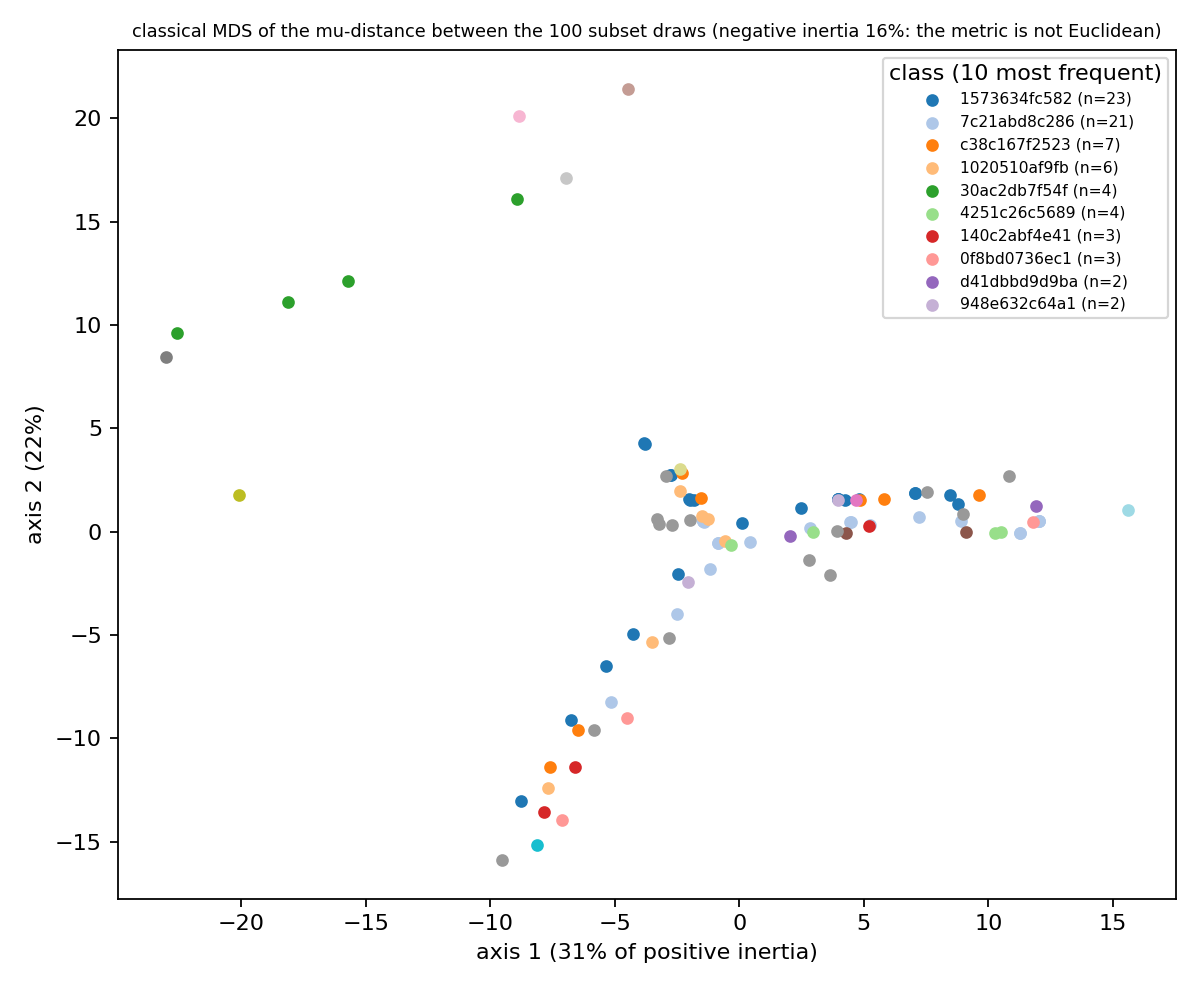 classical MDS of the mu-distance between the 100 subset draws (negative inertia 16%: the metric is not Euclidean)
class (10 most frequent)
1573634fc582 (n=23)
7c21abd8c286 (n=21)
c38c167f2523 (n=7)
1020510af9fb (n=6)
30ac2db7f54f (n=4)
4251c26c5689 (n=4)
140c2abf4e41 (n=3)
0f8bd0736ec1 (n=3)
d41dbbd9d9ba (n=2)
948e632c64a1 (n=2)
20
15
10
5
0
−5
−10
−15
axis 2 (22%)
−20 −15 −10 −5 0 5 10 15
axis 1 (31% of positive inertia)